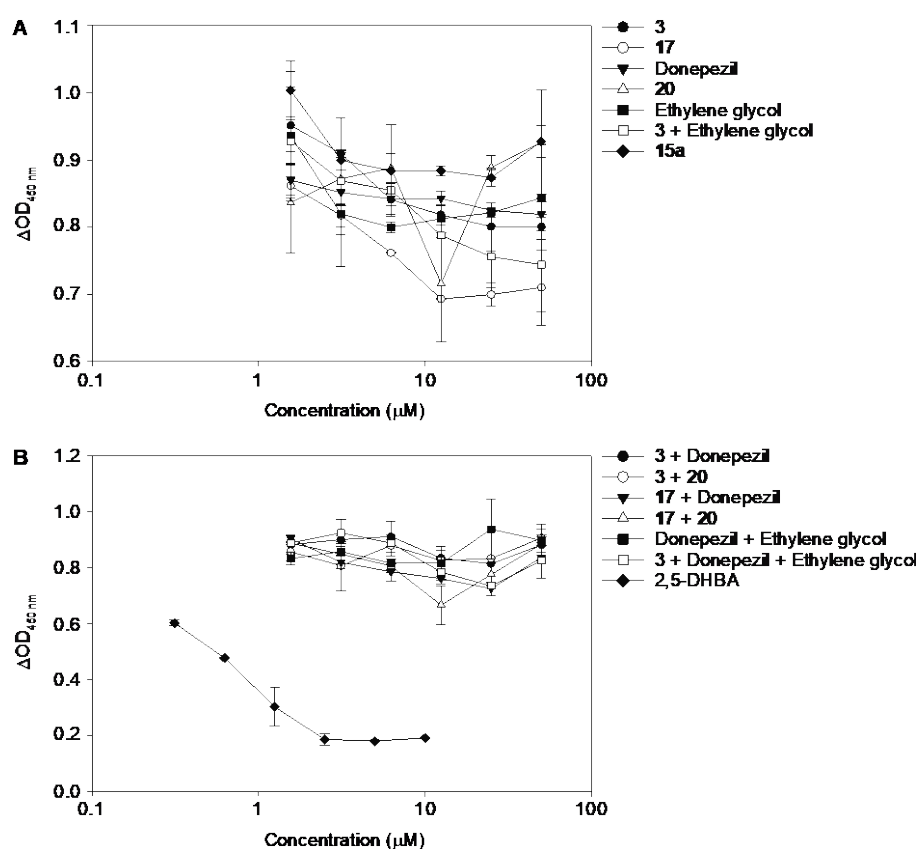 A
1.1
1.0
0.9
0.8
0.7
0.6
ΔOD450 nm
0.1
1
10
100
Concentration (μM)
3
17
Donepezil
20
Ethylene glycol
3 + Ethylene glycol
15a
B
1.2
1.0
0.8
0.6
0.4
0.2
0.0
ΔOD450 nm
0.1
1
10
100
Concentration (μM)
3 + Donepezil
3 + 20
17 + Donepezil
17 + 20
Donepezil + Ethylene glycol
3 + Donepezil + Ethylene glycol
2,5-DHBA